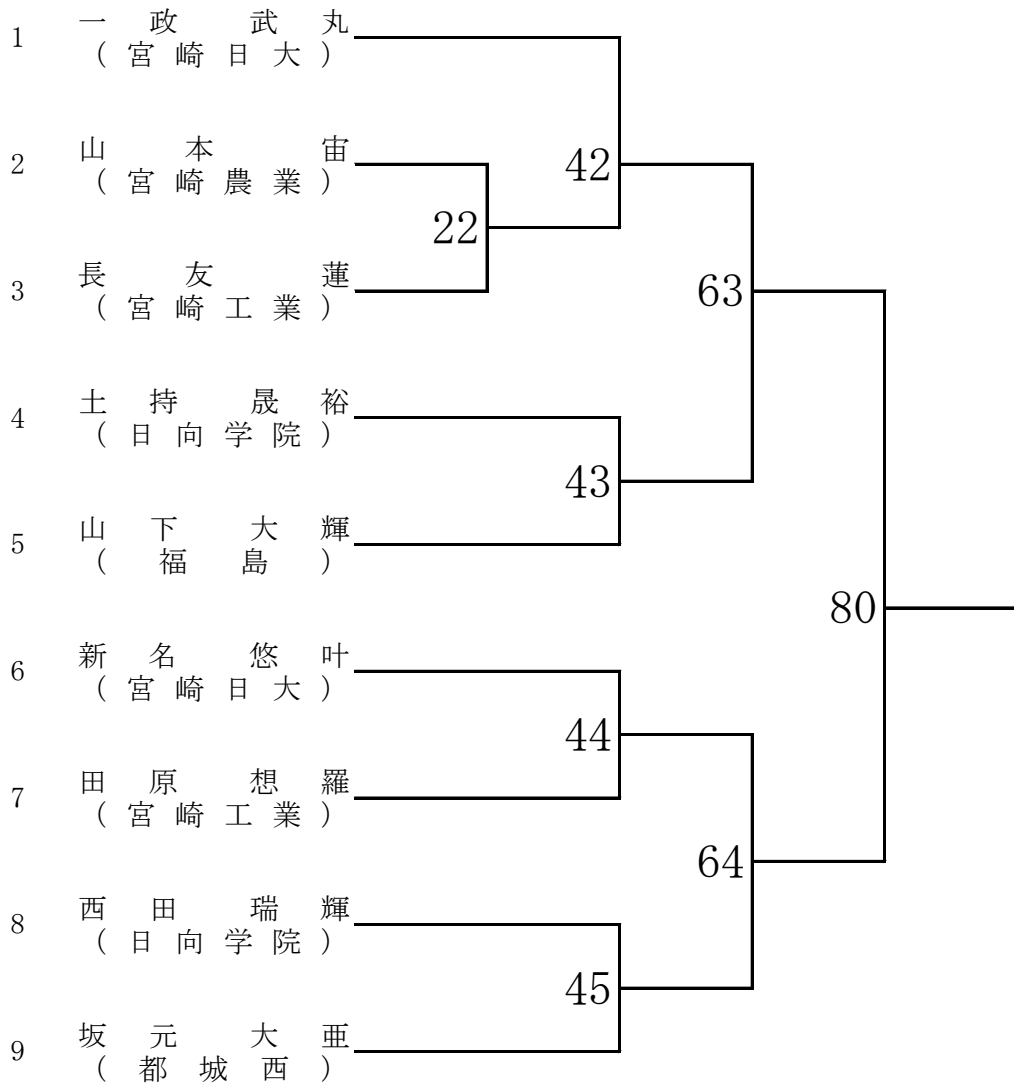 1 一政武丸
(宮崎日大)
2 山本宙
(宮崎農業)
3 長友蓮
(宮崎工業)
4 土持晟裕
(日向学院)
5 山下大輝
(福島)
6 新名悠叶
(宮崎日大)
7 田原想羅
(宮崎工業)
8 西田瑞輝
(日向学院)
9 坂元大亜
(都城西)
22
42
43
44
45
63
64
80